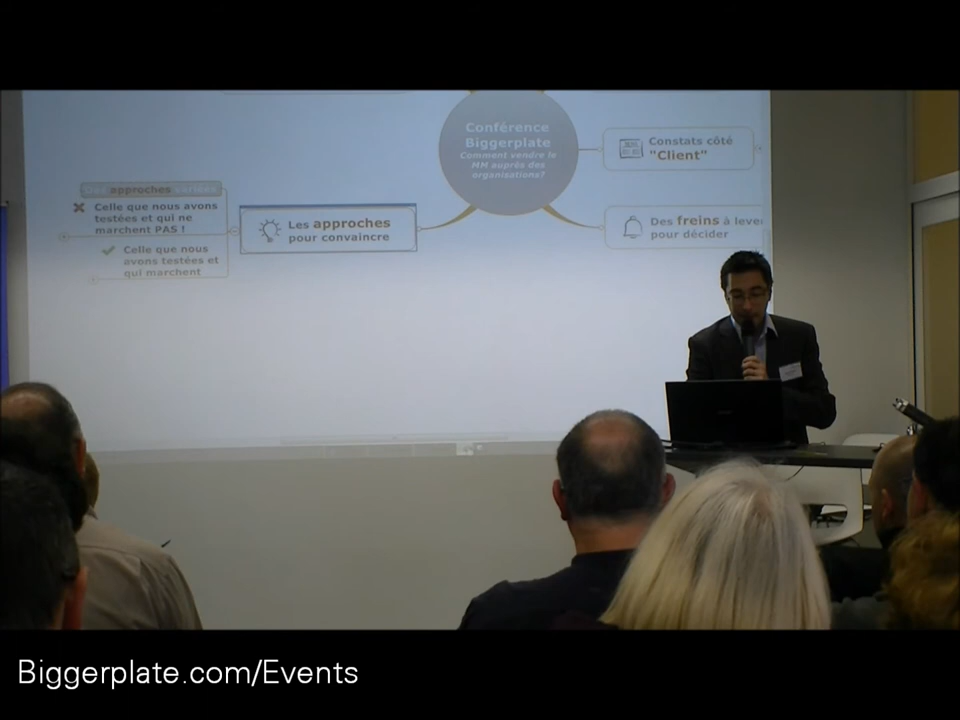 Conférence
Biggerplate
Comment vendre le
MM auprès des
organisations?
Constats côté
"Client"
Des freins à lever
pour décider
Les approches
pour convaincre
Des approches variées
Celle que nous avons
testées et qui ne
marchent PAS !
Celle que nous
avons testées et
qui marchent
Biggerplate.com/Events